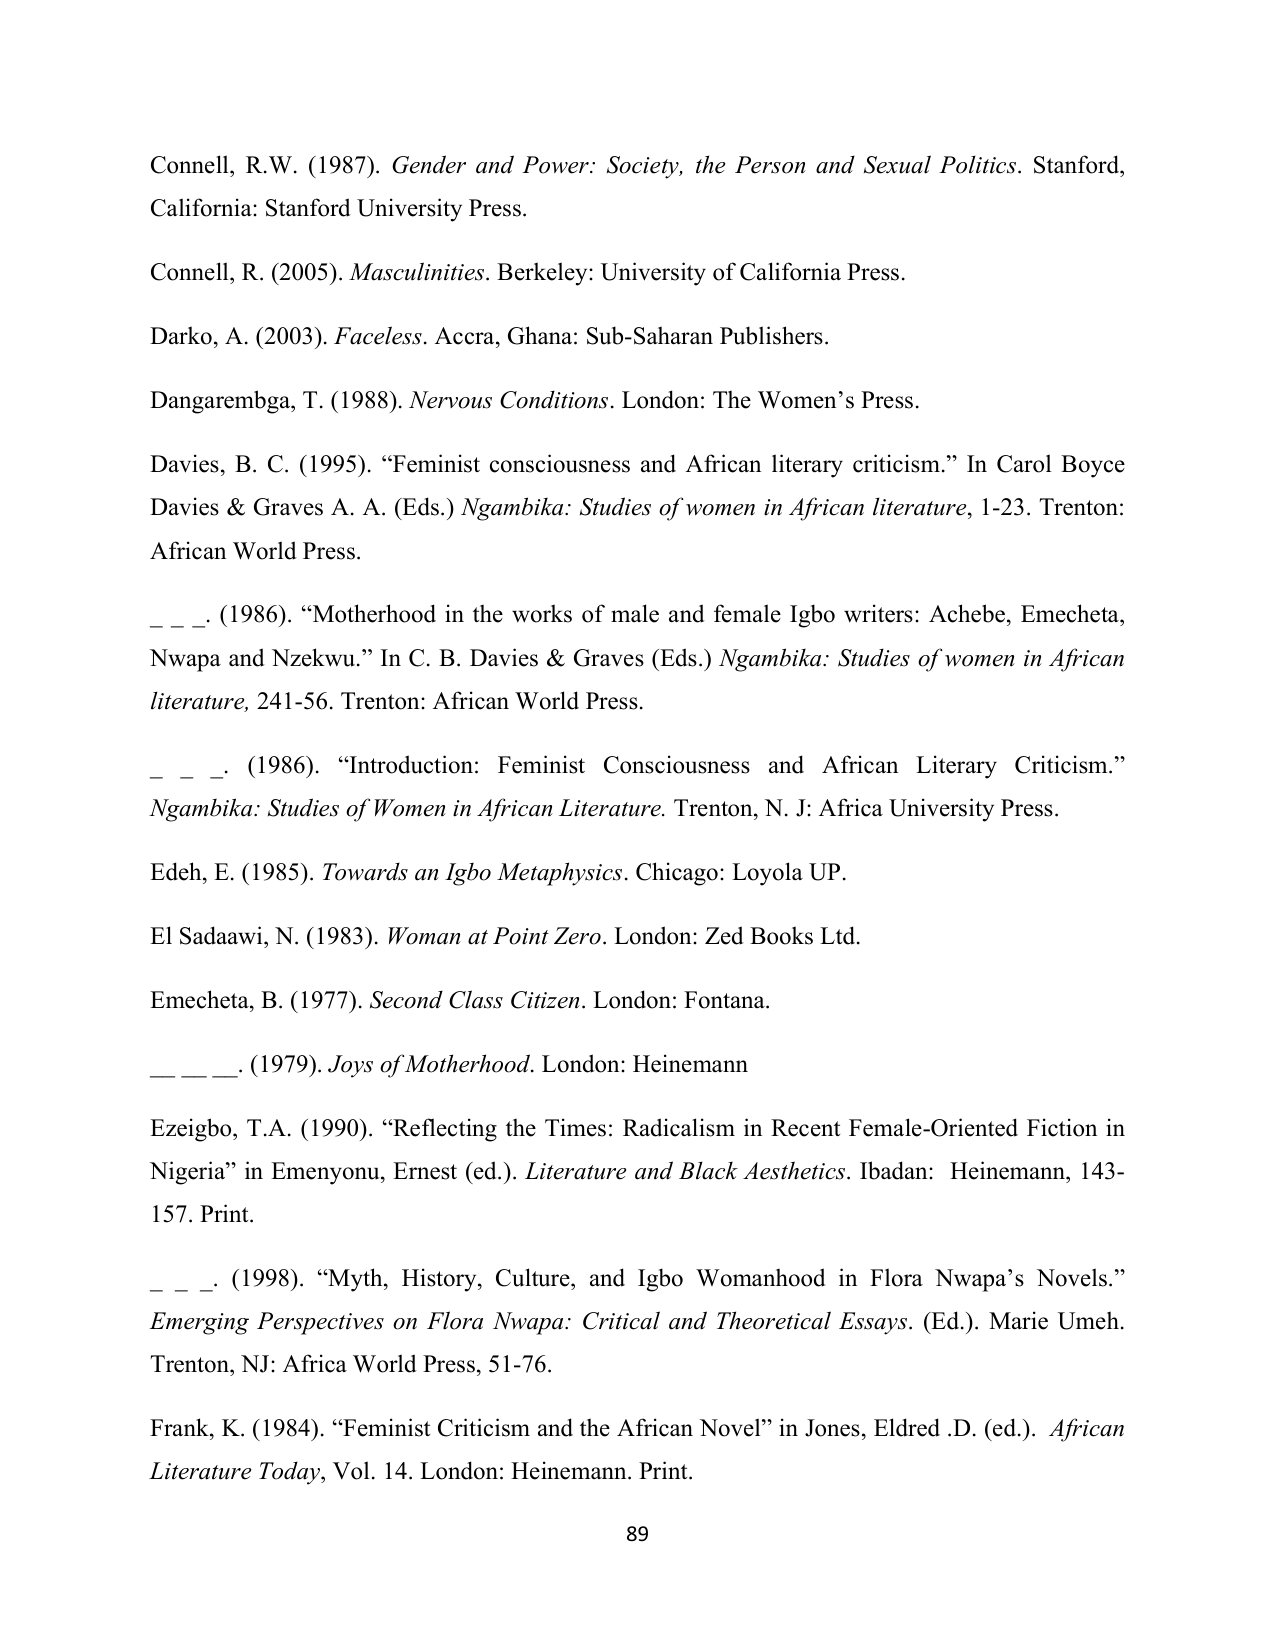 Connell, R.W. (1987). Gender and Power: Society, the Person and Sexual Politics. Stanford,
California: Stanford University Press.
Connell, R. (2005). Masculinities. Berkeley: University of California Press.
Darko, A. (2003). Faceless. Accra, Ghana: Sub-Saharan Publishers.
Dangarembga, T. (1988). Nervous Conditions. London: The Women’s Press.
Davies, B. C. (1995). “Feminist consciousness and African literary criticism.” In Carol Boyce
Davies & Graves A. A. (Eds.) Ngambika: Studies of women in African literature, 1-23. Trenton:
African World Press.
_ _ _. (1986). “Motherhood in the works of male and female Igbo writers: Achebe, Emecheta,
Nwapa and Nzekwu.” In C. B. Davies & Graves (Eds.) Ngambika: Studies of women in African
literature, 241-56. Trenton: African World Press.
_ _ _. (1986). “Introduction: Feminist Consciousness and African Literary Criticism.”
Ngambika: Studies of Women in African Literature. Trenton, N. J: Africa University Press.
Edeh, E. (1985). Towards an Igbo Metaphysics. Chicago: Loyola UP.
El Sadaawi, N. (1983). Woman at Point Zero. London: Zed Books Ltd.
Emecheta, B. (1977). Second Class Citizen. London: Fontana.
__ __ __. (1979). Joys of Motherhood. London: Heinemann
Ezeigbo, T.A. (1990). “Reflecting the Times: Radicalism in Recent Female-Oriented Fiction in
Nigeria” in Emenyonu, Ernest (ed.). Literature and Black Aesthetics. Ibadan:  Heinemann, 143-
157. Print.
_ _ _. (1998). “Myth, History, Culture, and Igbo Womanhood in Flora Nwapa’s Novels.”
Emerging Perspectives on Flora Nwapa: Critical and Theoretical Essays. (Ed.). Marie Umeh.
Trenton, NJ: Africa World Press, 51-76.
Frank, K. (1984). “Feminist Criticism and the African Novel” in Jones, Eldred .D. (ed.).  African
Literature Today, Vol. 14. London: Heinemann. Print.
89